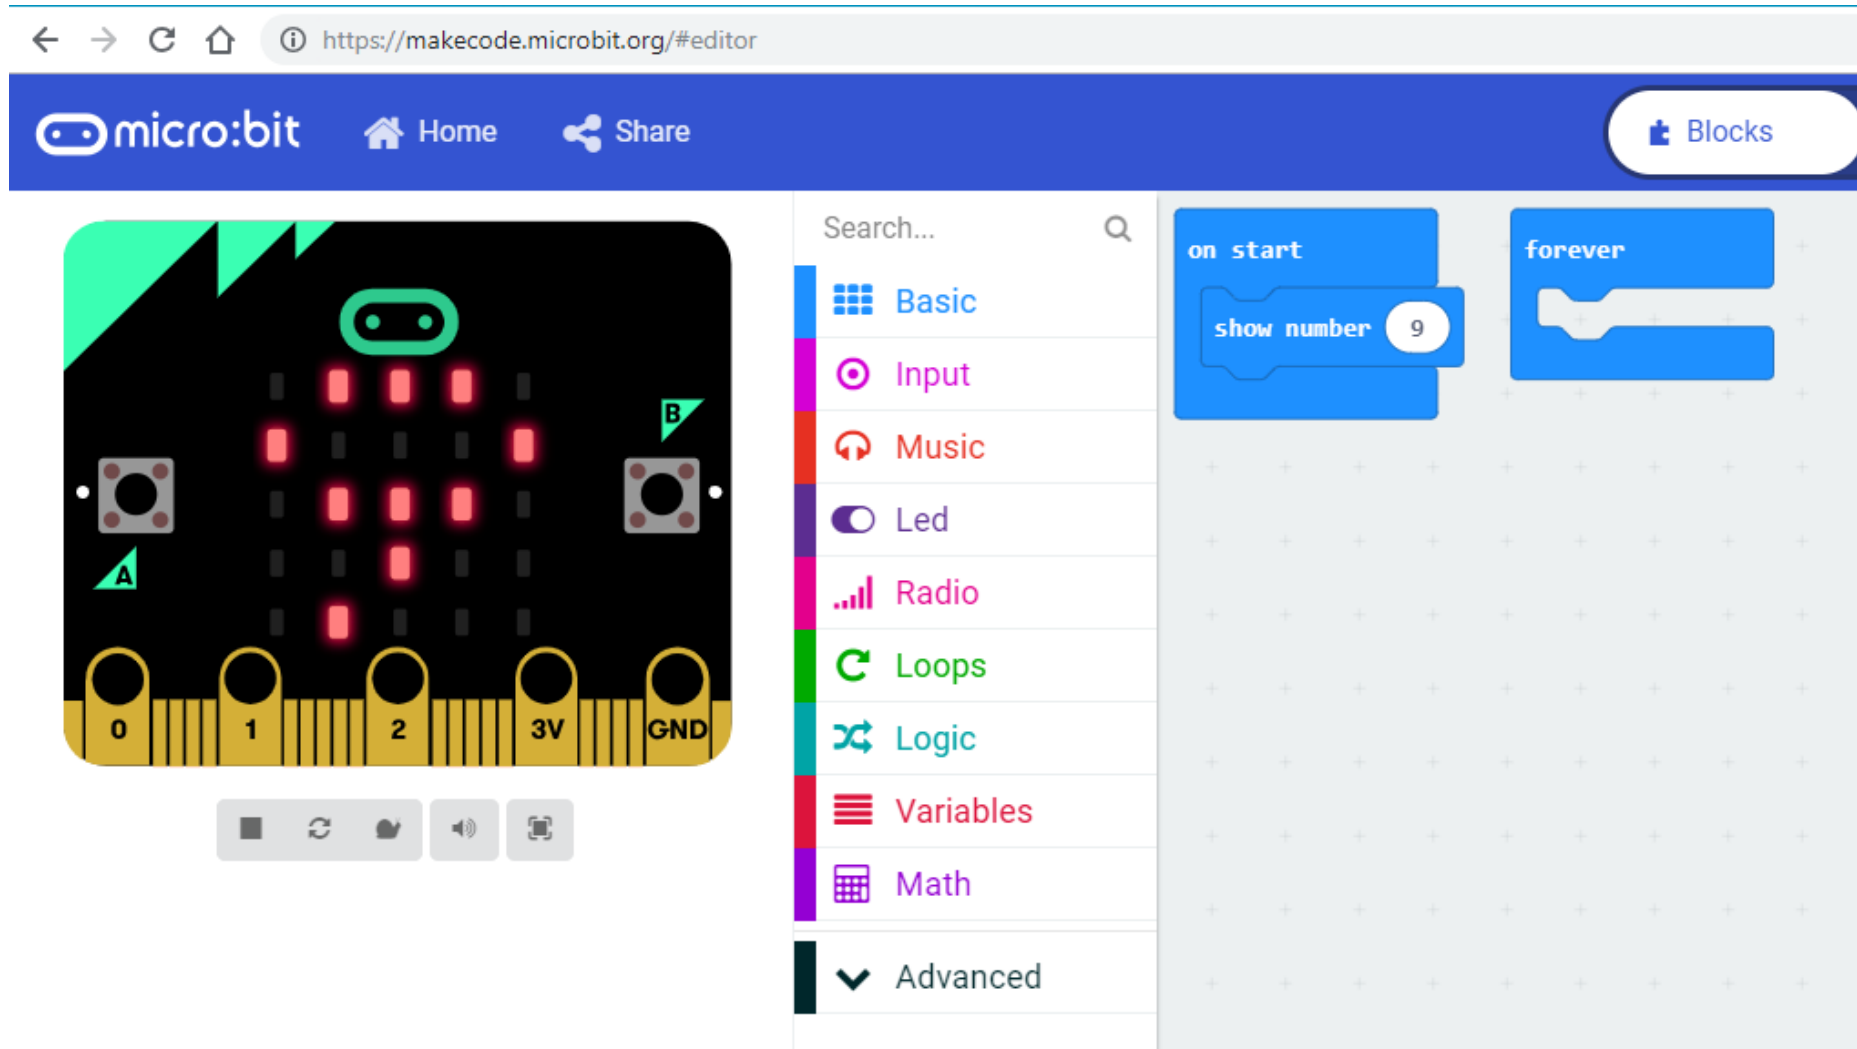 https://makecode.microbit.org/#editor
micro:bit Home Share Blocks
B
A
0 1 2 3V GND
Search...
Basic
Input
Music
Led
Radio
Loops
Logic
Variables
Math
Advanced
on start
show number 9
forever